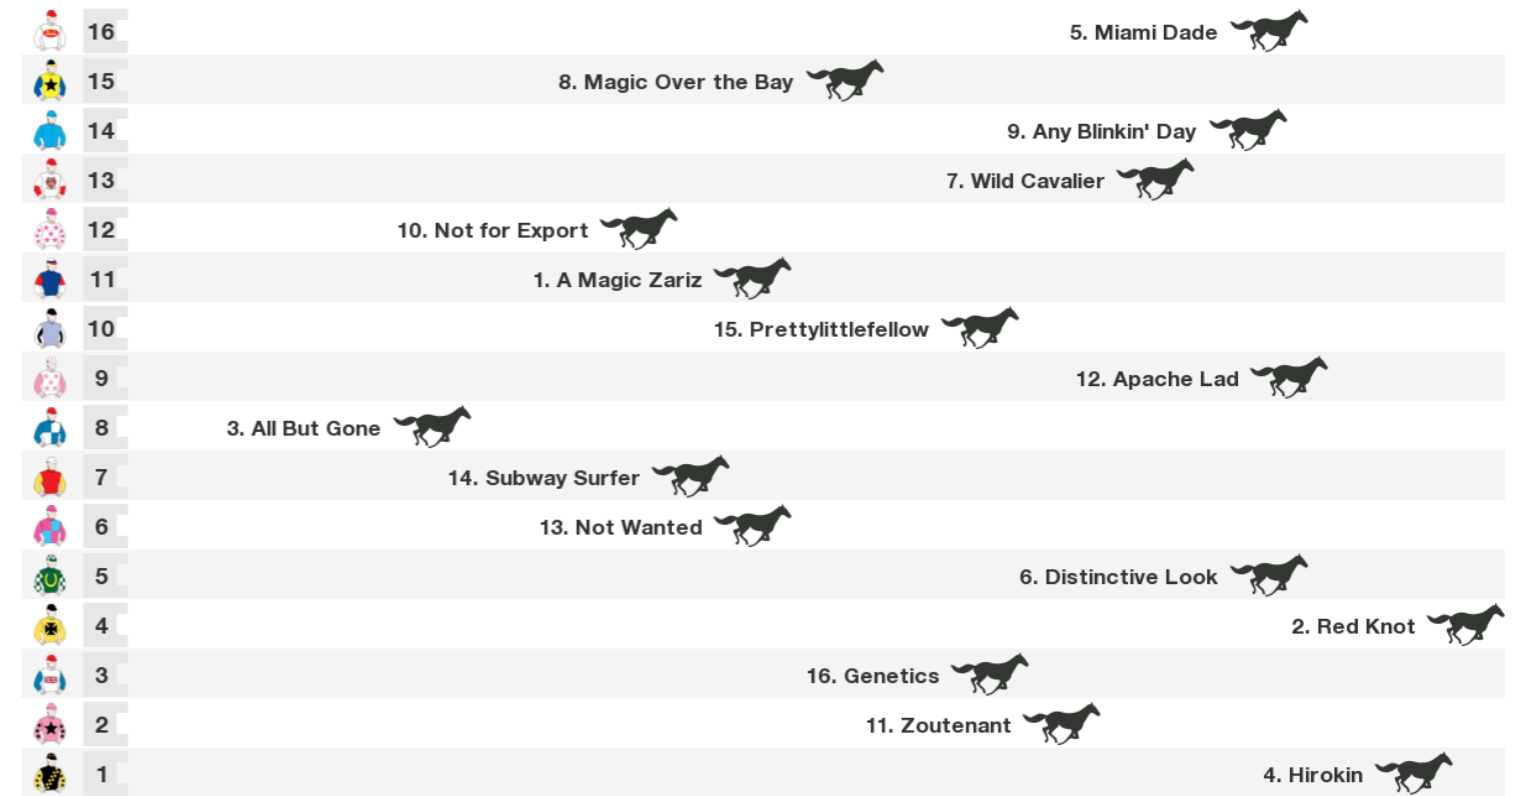 16 5. Miami Dade
15 8. Magic Over the Bay
14 9. Any Blinkin' Day
13 7. Wild Cavalier
12 10. Not for Export
11 1. A Magic Zariz
10 15. Prettylittlefellow
9 12. Apache Lad
8 3. All But Gone
7 14. Subway Surfer
6 13. Not Wanted
5 6. Distinctive Look
4 2. Red Knot
3 16. Genetics
2 11. Zoutenant
1 4. Hirokin